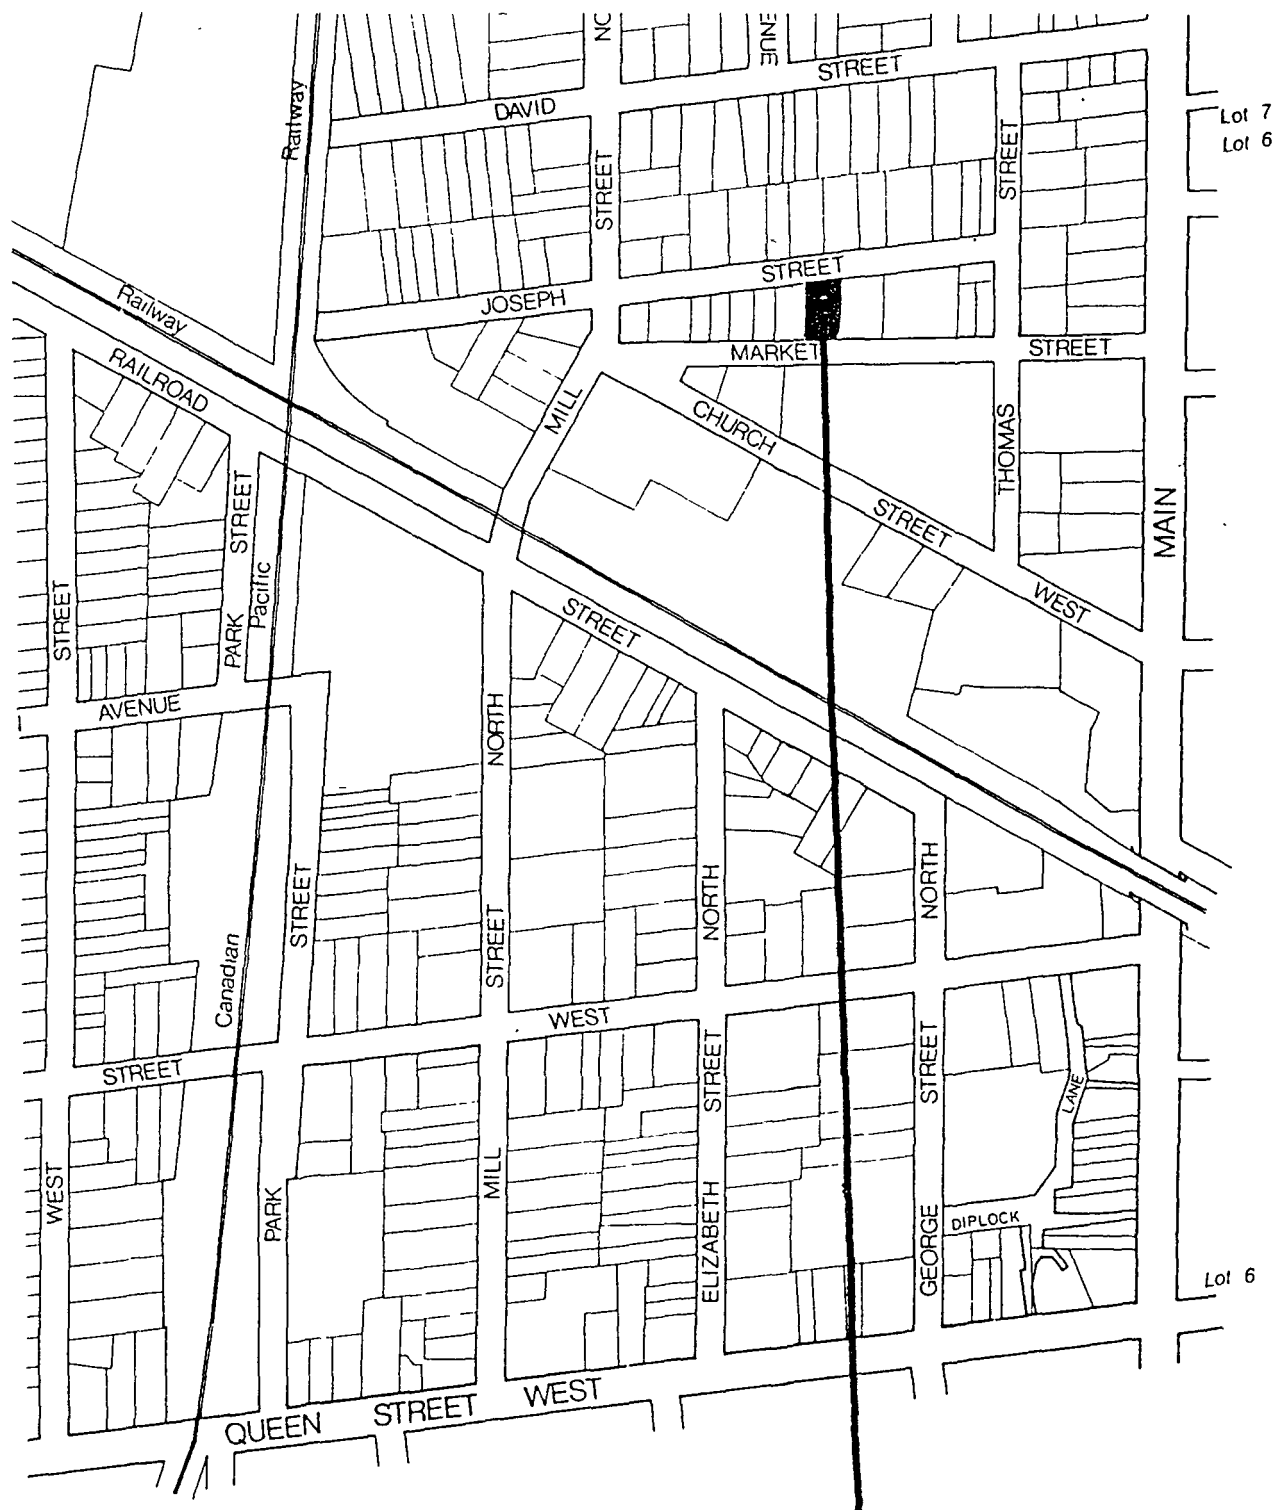 NO
ENUE
STREET
DAVID
Railway
Lot 7
Lot 6
STREET
STREET
STREET
JOSEPH
Railway
MARKET
STREET
RAILROAD
MILL
CHURCH
THOMAS
STREET
STREET
MAIN
Pacific
PARK
STREET
WEST
STREET
AVENUE
NORTH
STREET
NORTH
NORTH
STREET
Canadian
WEST
STREET
STREET
STREET
LANE
WEST
PARK
MILL
ELIZABETH
GEORGE
DIPLOCK
Lot 6
QUEEN STREET WEST